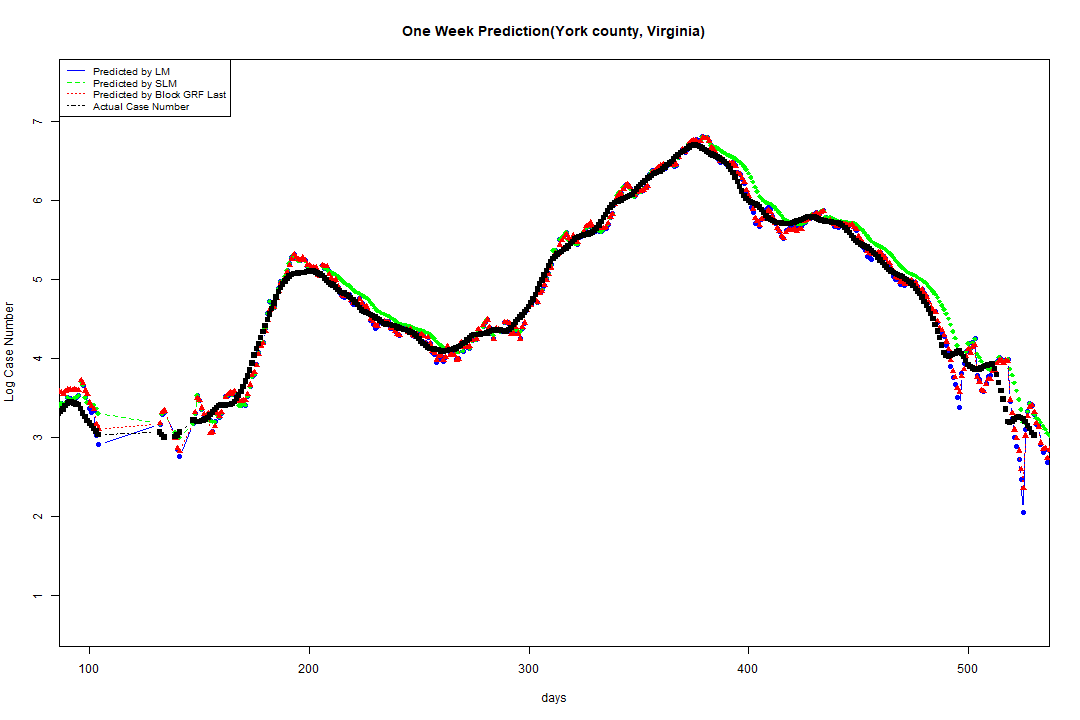 One Week Prediction(York county, Virginia)
Predicted by LM
Predicted by SLM
Predicted by Block GRF Last
Actual Case Number
Log Case Number
7
6
5
4
3
2
1
100 200 300 400 500
days